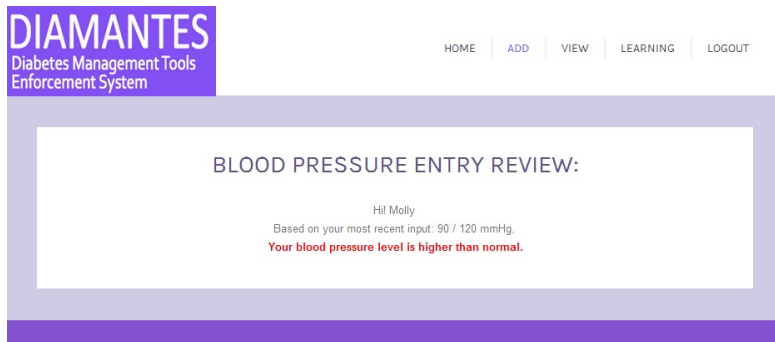 DIAMANTES
Diabetes Management Tools
Enforcement System
HOME ADD VIEW LEARNING LOGOUT
BLOOD PRESSURE ENTRY REVIEW:
Hi! Molly
Based on your most recent input: 90 / 120 mmHg,
Your blood pressure level is higher than normal.